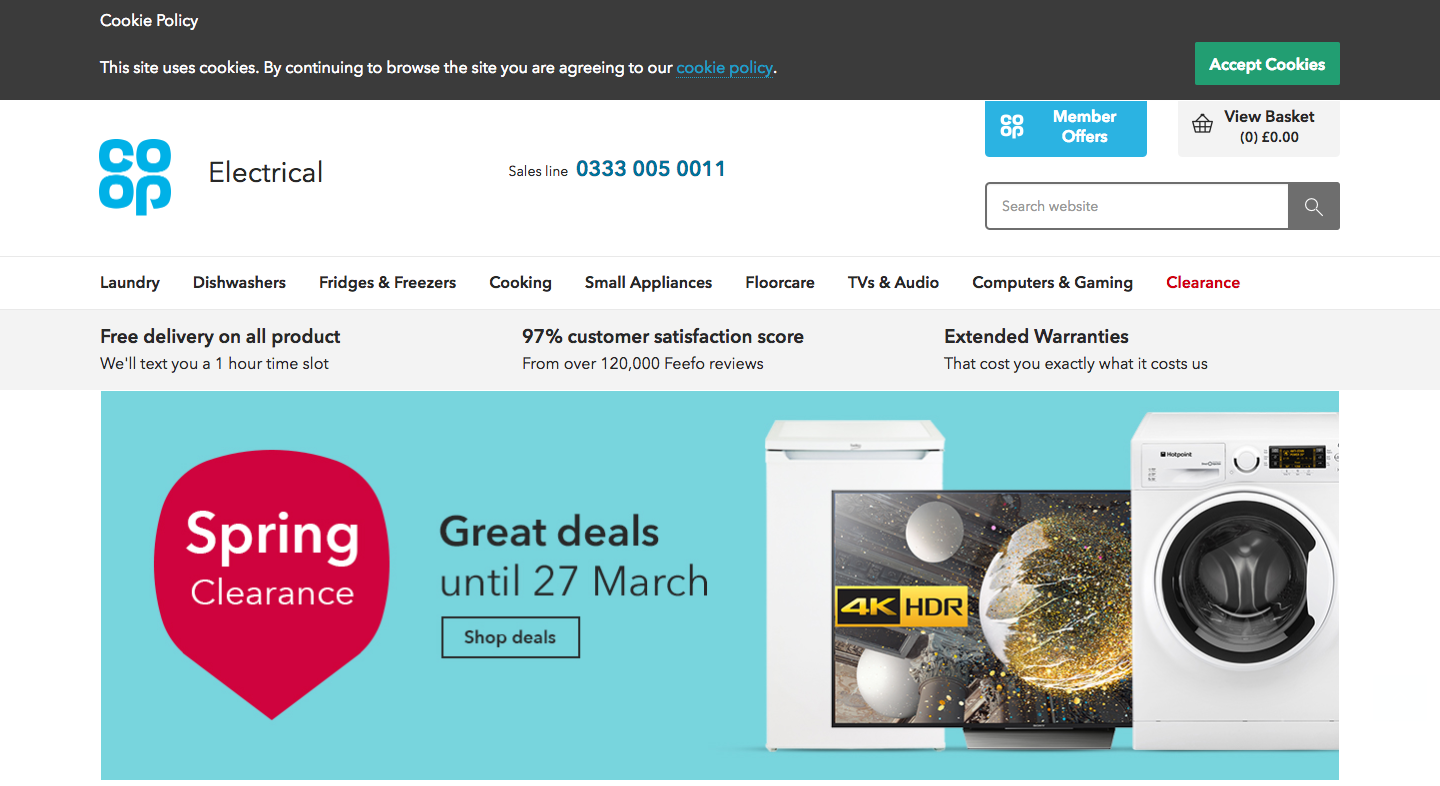 Cookie Policy
This site uses cookies. By continuing to browse the site you are agreeing to our cookie policy.
Accept Cookies
co
op
Electrical
Sales line 0333 005 0011
co
op
Member
Offers
View Basket
(0) £0.00
Search website
Laundry Dishwashers Fridges & Freezers Cooking Small Appliances Floorcare TVs & Audio Computers & Gaming Clearance
Free delivery on all product
We'll text you a 1 hour time slot
97% customer satisfaction score
From over 120,000 Feefo reviews
Extended Warranties
That cost you exactly what it costs us
Spring
Clearance
Great deals
until 27 March
Shop deals
beko
4K HDR
Hotpoint